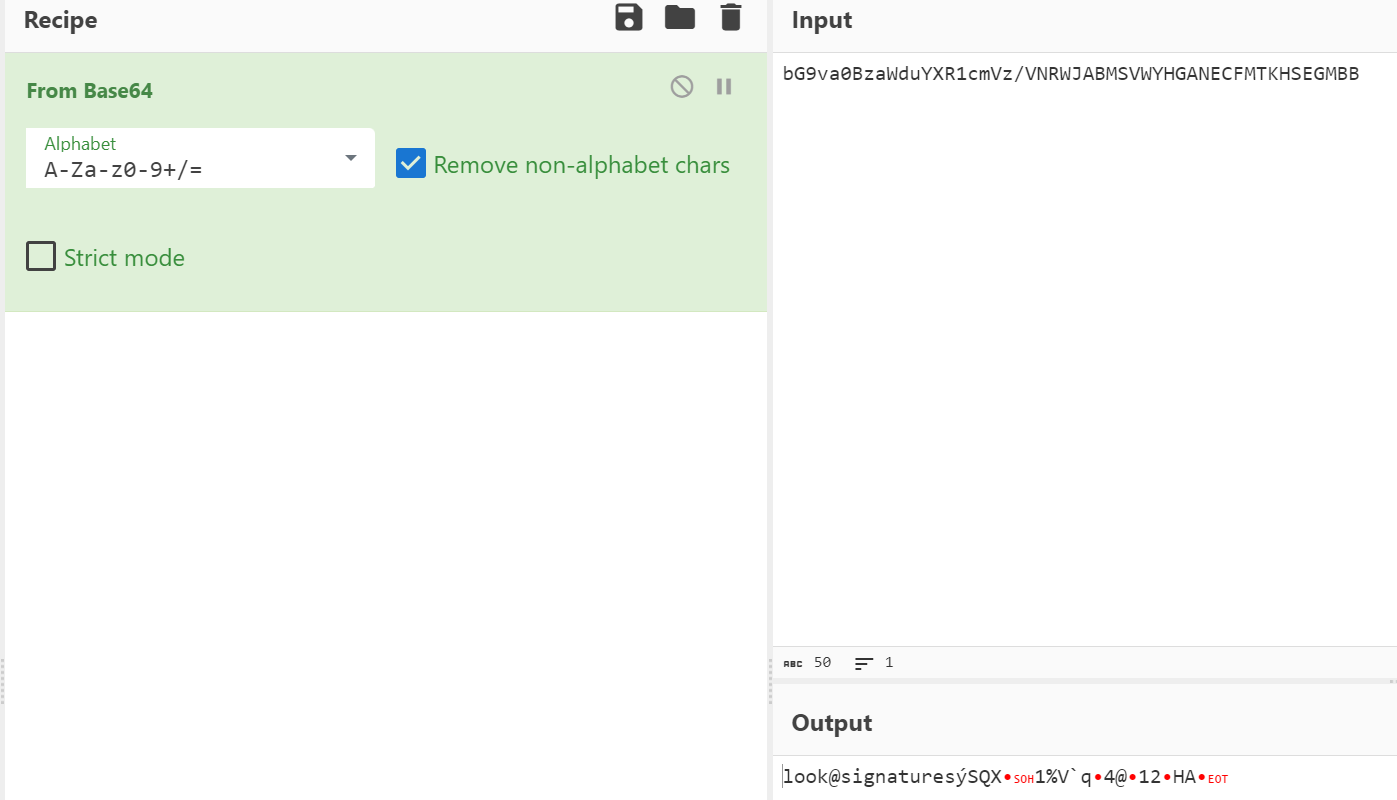 Recipe
From Base64
Alphabet
A-Za-z0-9+/=
Remove non-alphabet chars
Strict mode
Input
bG9va0BzaWduYXR1cmVz/VNRWJABMSVWYHGANECFMTKHSEGMBB
ABC 50 1
Output
look@signaturesýSQX•SOH1%V`q•4@•12•HA•EOT